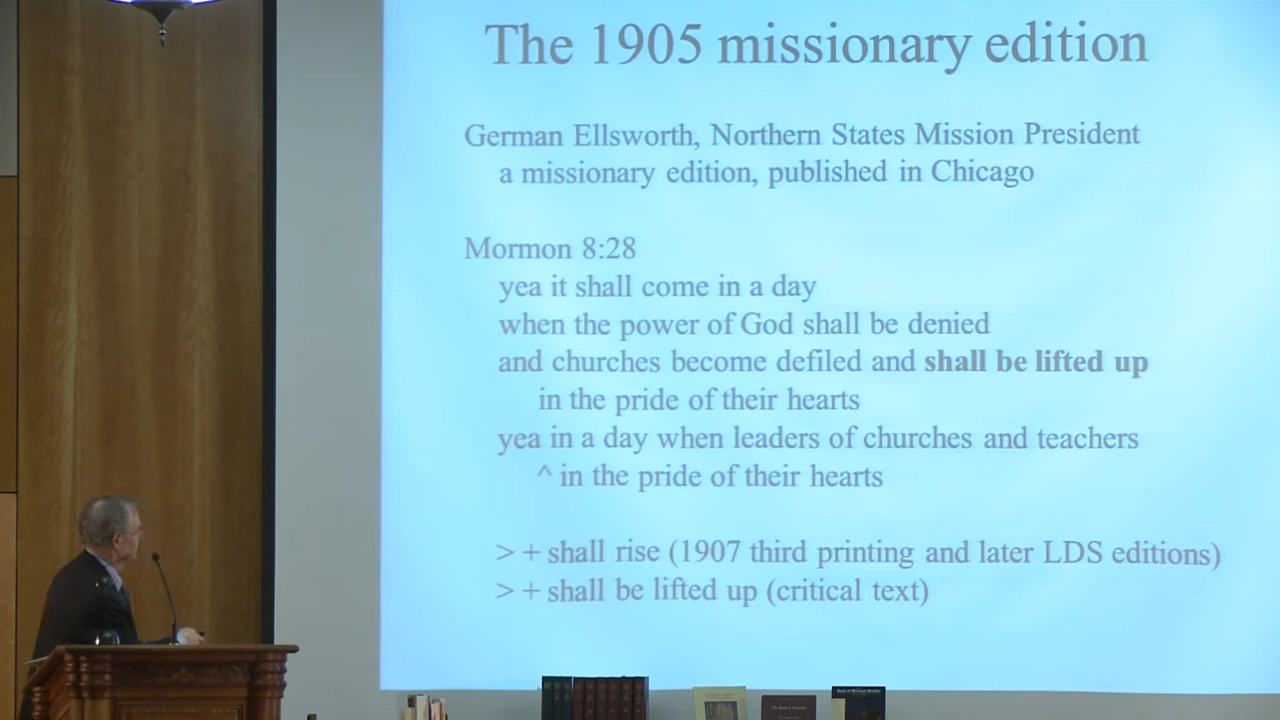 The 1905 missionary edition
German Ellsworth, Northern States Mission President
a missionary edition, published in Chicago
Mormon 8:28
yea it shall come in a day
when the power of God shall be denied
and churches become defiled and shall be lifted up
in the pride of their hearts
yea in a day when leaders of churches and teachers
^ in the pride of their hearts
> + shall rise (1907 third printing and later LDS editions)
> + shall be lifted up (critical text)